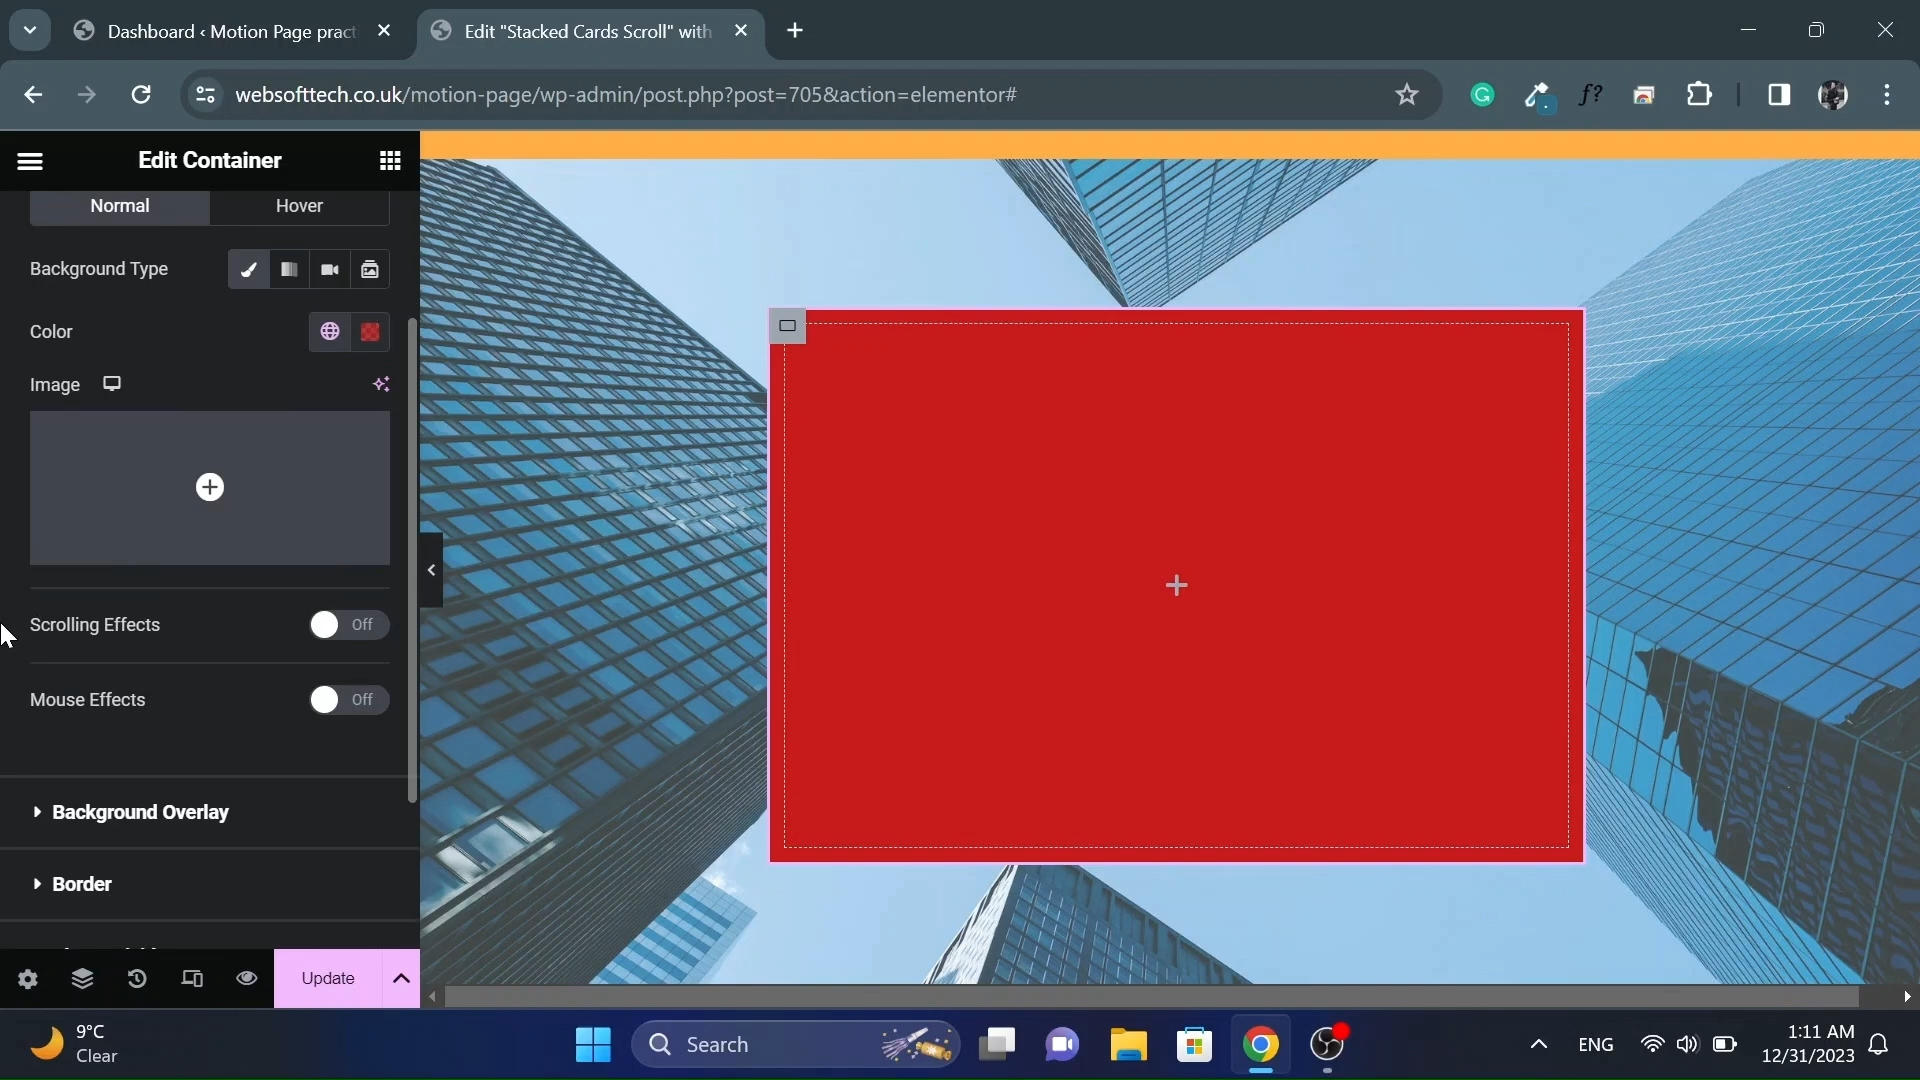 Dashboard ‹ Motion Page pract
Edit "Stacked Cards Scroll" with
websofttech.co.uk/motion-page/wp-admin/post.php?post=705&action=elementor#
f?
Edit Container
Normal
Hover
Background Type
Color
Image
Scrolling Effects
Off
Mouse Effects
Off
Background Overlay
Border
Update
9°C
Clear
Search
ENG
1:11 AM
12/31/2023